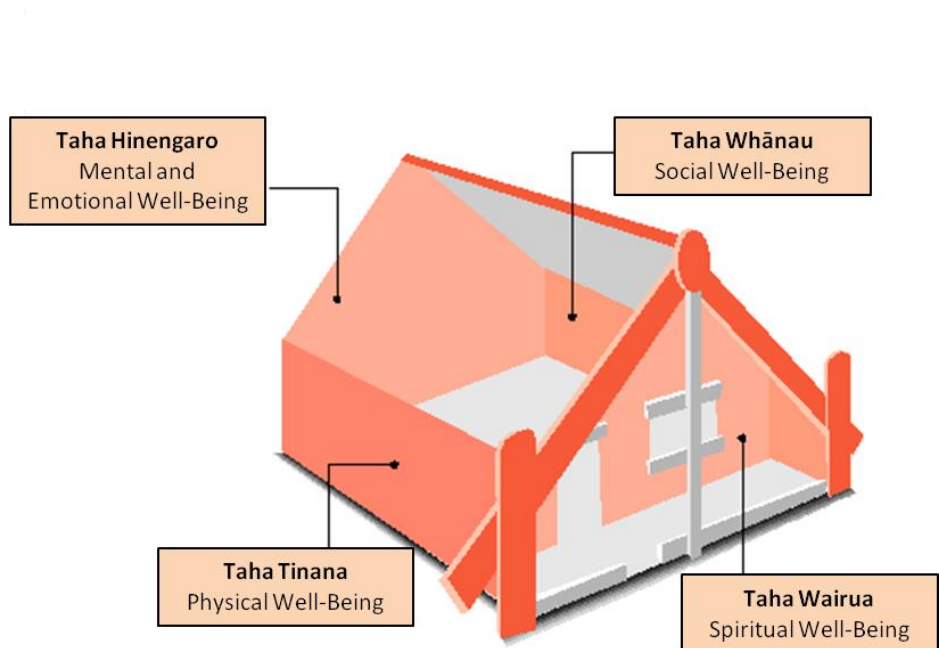 Taha Hinengaro
Mental and
Emotional Well-Being
Taha Whānau
Social Well-Being
Taha Tinana
Physical Well-Being
Taha Wairua
Spiritual Well-Being